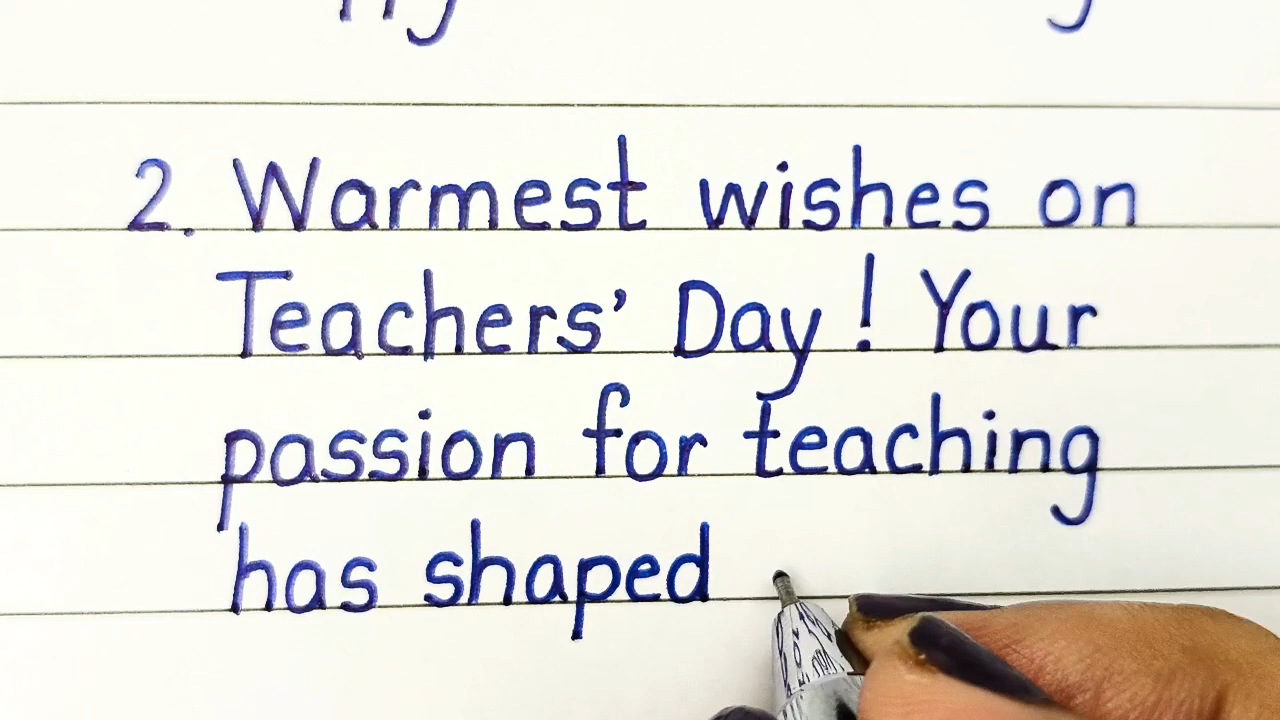 2. Warmest wishes on
Teachers' Day! Your
passion for teaching
has shaped